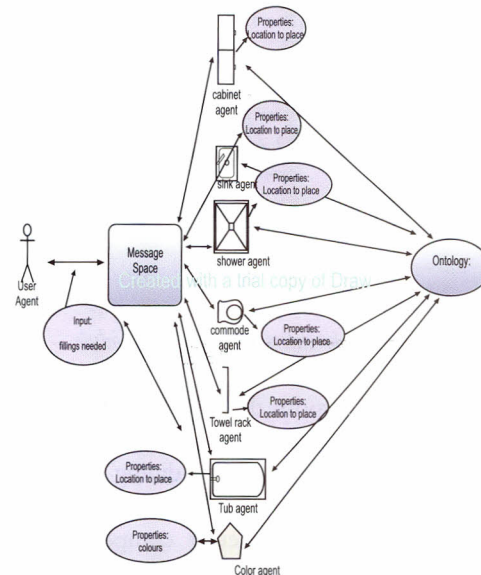 Properties:
Location to place
cabinet
agent
Properties:
Location to place
sink agent
Properties:
Location to place
shower agent
Message
Space
User
Agent
Ontology:
Created with a trial copy of Draw
Input:
fillings needed
commode
agent
Properties:
Location to place
Properties:
Location to place
Towel rack
agent
Properties:
Location to place
Tub agent
Properties:
colours
Color agent